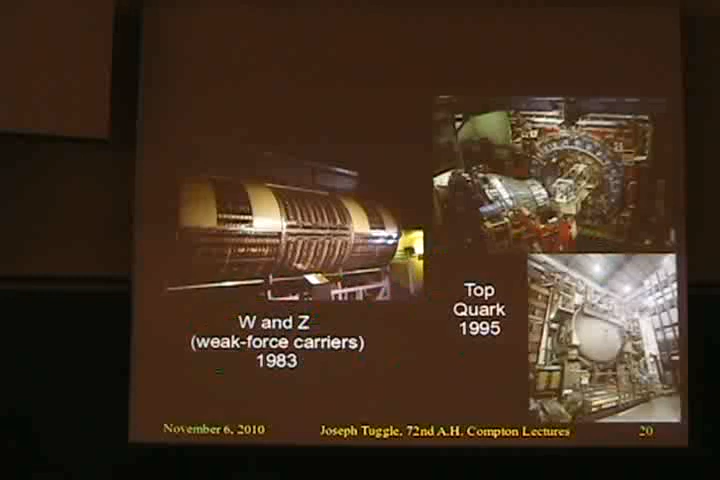 W and Z
(weak-force carriers)
1983
Top
Quark
1995
November 6, 2010
Joseph Tuggle, 72nd A.H. Compton Lectures
20